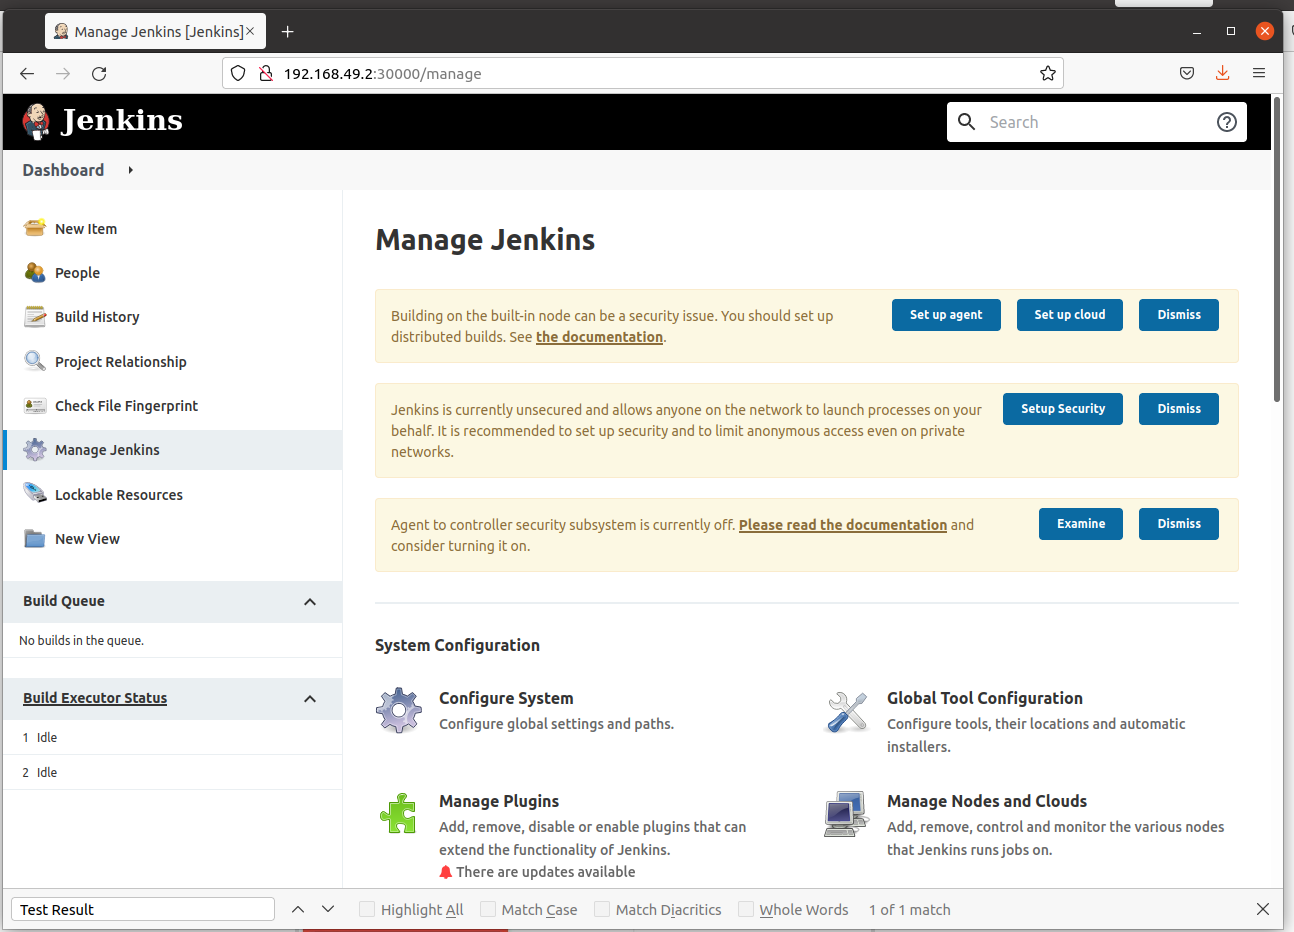 Manage Jenkins [Jenkins]
192.168.49.2:30000/manage
Jenkins
Search
Dashboard
New Item
People
Build History
Project Relationship
Check File Fingerprint
Manage Jenkins
Lockable Resources
New View
Build Queue
No builds in the queue.
Build Executor Status
1 Idle
2 Idle
Manage Jenkins
Building on the built-in node can be a security issue. You should set up
distributed builds. See the documentation.
Set up agent
Set up cloud
Dismiss
Jenkins is currently unsecured and allows anyone on the network to launch processes on your
behalf. It is recommended to set up security and to limit anonymous access even on private
networks.
Setup Security
Dismiss
Agent to controller security subsystem is currently off. Please read the documentation and
consider turning it on.
Examine
Dismiss
System Configuration
Configure System
Configure global settings and paths.
Global Tool Configuration
Configure tools, their locations and automatic
installers.
Manage Plugins
Add, remove, disable or enable plugins that can
extend the functionality of Jenkins.
There are updates available
Manage Nodes and Clouds
Add, remove, control and monitor the various nodes
that Jenkins runs jobs on.
Test Result
Highlight All
Match Case
Match Diacritics
Whole Words
1 of 1 match